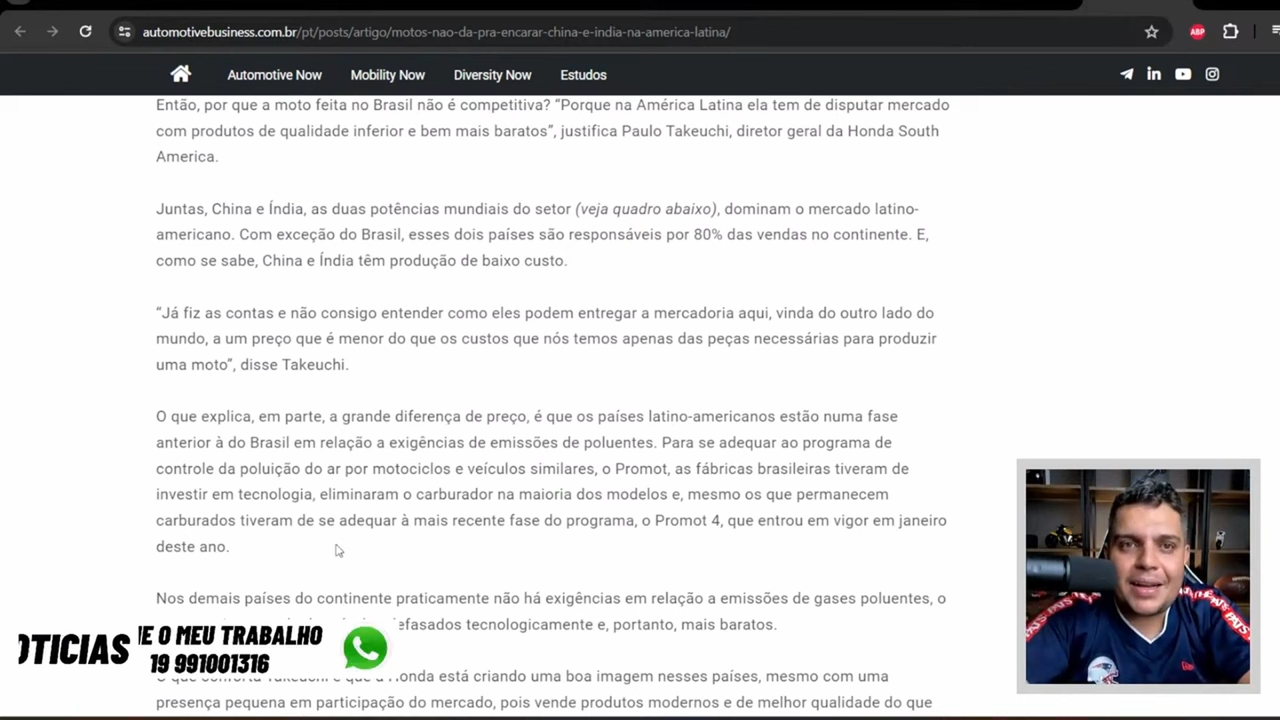 automotivebusiness.com.br/pt/posts/artigo/motos-nao-da-pra-encarar-china-e-india-na-america-latina/
ABP
Automotive Now Mobility Now Diversity Now Estudos
Então, por que a moto feita no Brasil não é competitiva? “Porque na América Latina ela tem de disputar mercado
com produtos de qualidade inferior e bem mais baratos”, justifica Paulo Takeuchi, diretor geral da Honda South
America.
Juntas, China e Índia, as duas potências mundiais do setor (veja quadro abaixo), dominam o mercado latino-
americano. Com exceção do Brasil, esses dois países são responsáveis por 80% das vendas no continente. E,
como se sabe, China e Índia têm produção de baixo custo.
“Já fiz as contas e não consigo entender como eles podem entregar a mercadoria aqui, vinda do outro lado do
mundo, a um preço que é menor do que os custos que nós temos apenas das peças necessárias para produzir
uma moto”, disse Takeuchi.
O que explica, em parte, a grande diferença de preço, é que os países latino-americanos estão numa fase
anterior à do Brasil em relação a exigências de emissões de poluentes. Para se adequar ao programa de
controle da poluição do ar por motociclos e veículos similares, o Promot, as fábricas brasileiras tiveram de
investir em tecnologia, eliminaram o carburador na maioria dos modelos e, mesmo os que permanecem
carburados tiveram de se adequar à mais recente fase do programa, o Promot 4, que entrou em vigor em janeiro
deste ano.
Nos demais países do continente praticamente não há exigências em relação a emissões de gases poluentes, o
defasados tecnologicamente e, portanto, mais baratos.
OTICIAS IE O MEU TRABALHO
19 991001316
Honda está criando uma boa imagem nesses países, mesmo com uma
presença pequena em participação do mercado, pois vende produtos modernos e de melhor qualidade do que